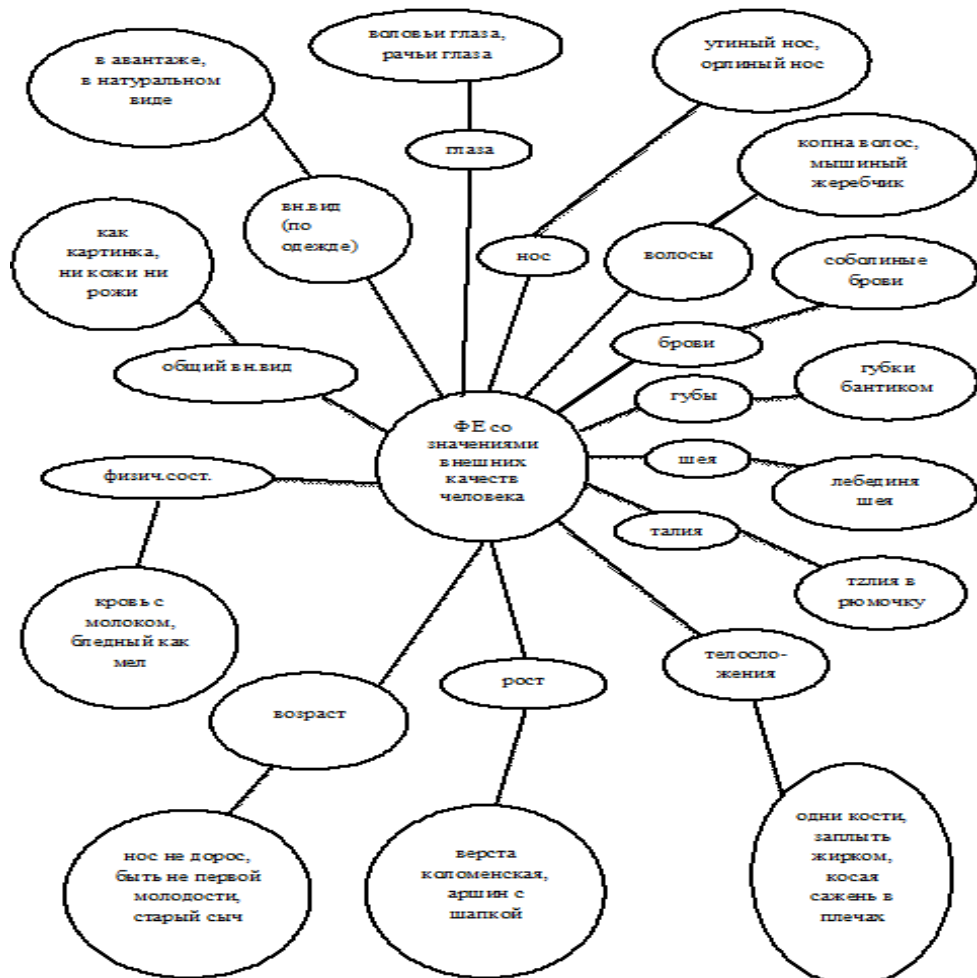 воловьи глаза,
рачьи глаза
утиный нос,
орлиный нос
в авантаже,
в натуральном
виде
глаза
копна волос,
мышиный
жеребчик
вн.вид
(по
одежде)
как
картинка,
ни кожи ни
рожи
нос
волосы
соболиные
брови
брови
общий вн.вид
губки
бантиком
губы
ФЕ со
значениями
внешних
качеств
человека
шея
лебединя
шея
физич.сост.
талия
тzлия в
рюмочку
кровь с
молоком,
бледный как
мел
телосло-
жения
рост
возраст
одни кости,
заплыть
жирком,
косая
сажень в
плечах
нос не дорос,
быть не первой
молодости,
старый сыч
верста
коломенская,
аршин с
шапкой